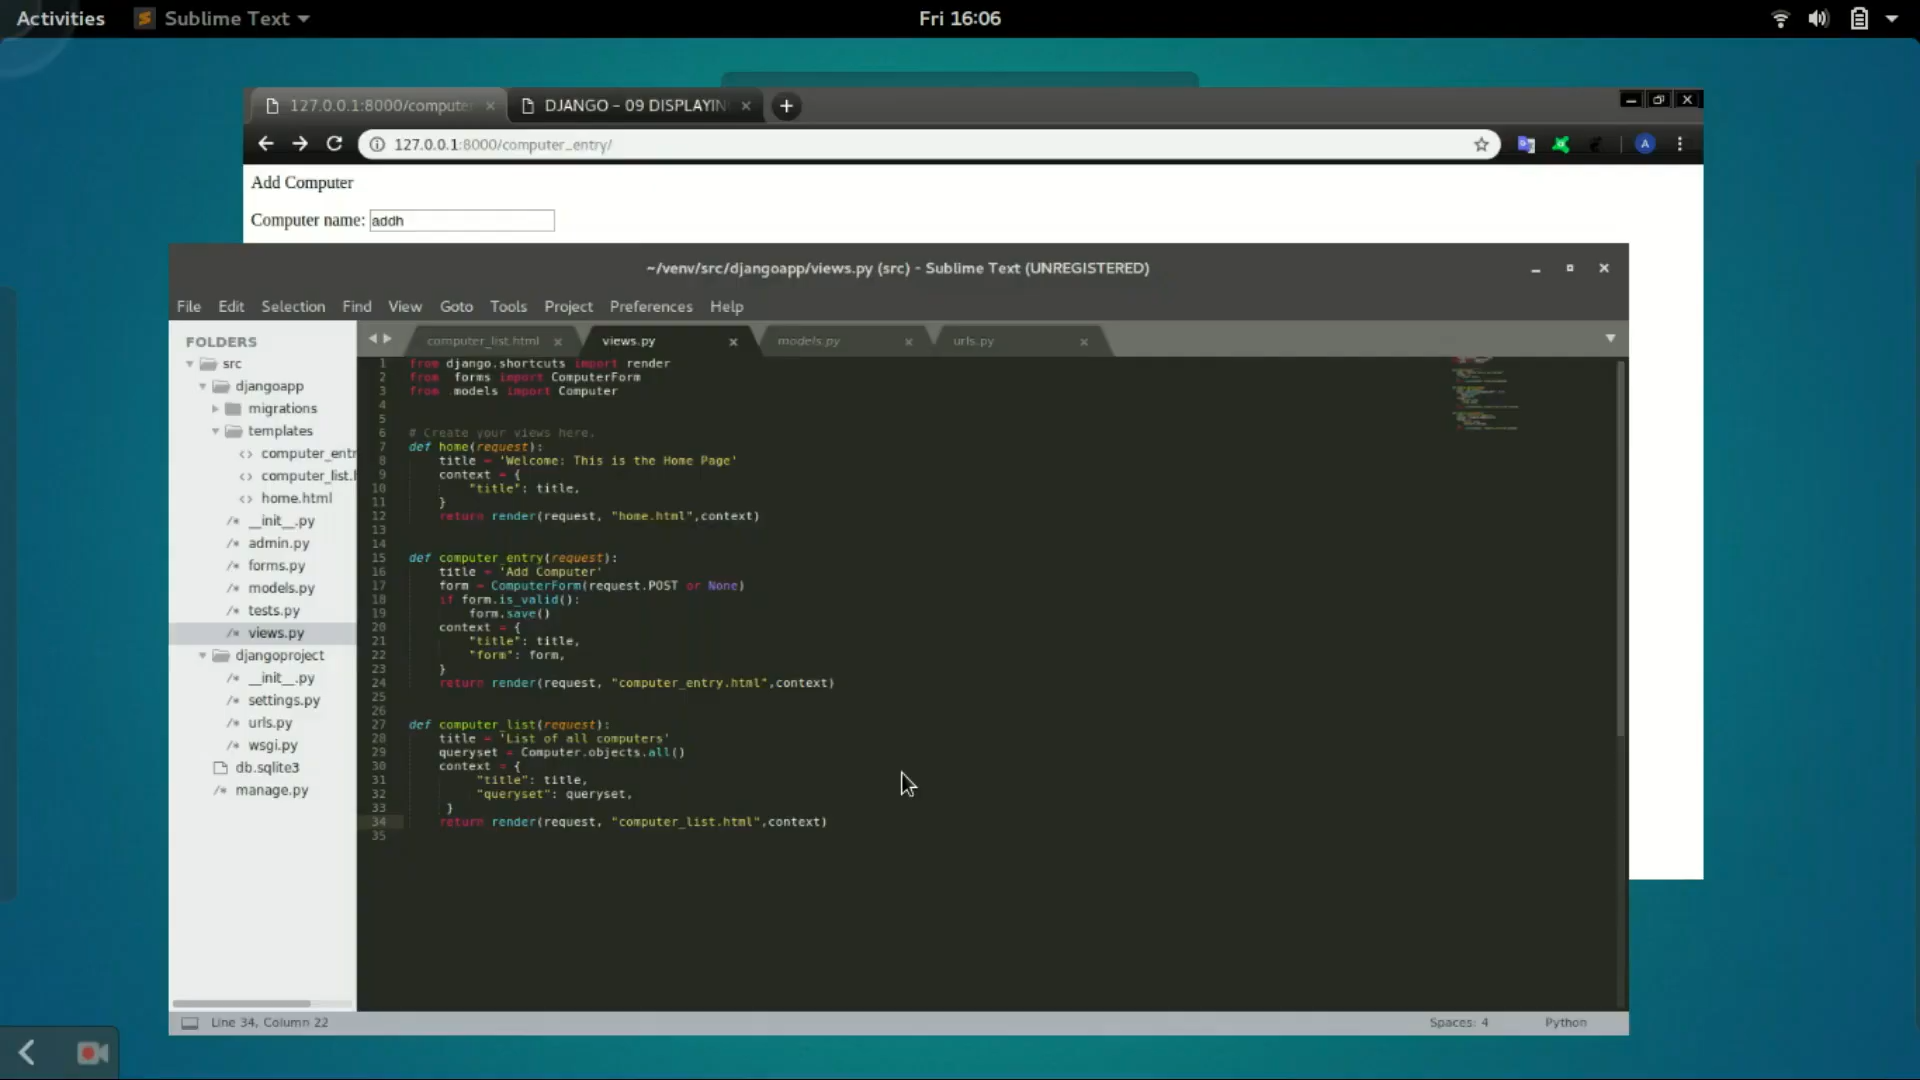 Activities
Sublime Text
Fri 16:06
127.0.0.1:8000/compute
DJANGO – 09 DISPLAYIN
127.0.0.1:8000/computer_entry/
A
Add Computer
Computer name: addh
~/venv/src/djangoapp/views.py (src) - Sublime Text (UNREGISTERED)
File Edit Selection Find View Goto Tools Project Preferences Help
FOLDERS
src
djangoapp
migrations
templates
computer_entr
computer_list.l
home.html
__init__.py
admin.py
forms.py
models.py
tests.py
views.py
djangoproject
__init__.py
settings.py
urls.py
wsgi.py
db.sqlite3
manage.py
computer_list.html
views.py
models.py
urls.py
1 from django.shortcuts import render
2 from .forms import ComputerForm
3 from .models import Computer
4
5
6 # Create your views here.
7 def home(request):
8 title = 'Welcome: This is the Home Page'
9 context = {
10 "title": title,
11 }
12 return render(request, "home.html",context)
13
14
15 def computer_entry(request):
16 title = 'Add Computer'
17 form = ComputerForm(request.POST or None)
18 if form.is_valid():
19 form.save()
20 context = {
21 "title": title,
22 "form": form,
23 }
24 return render(request, "computer_entry.html",context)
25
26
27 def computer_list(request):
28 title = 'List of all computers'
29 queryset = Computer.objects.all()
30 context = {
31 "title": title,
32 "queryset": queryset,
33 }
34 return render(request, "computer_list.html",context)
35
Line 34, Column 22
Spaces: 4
Python